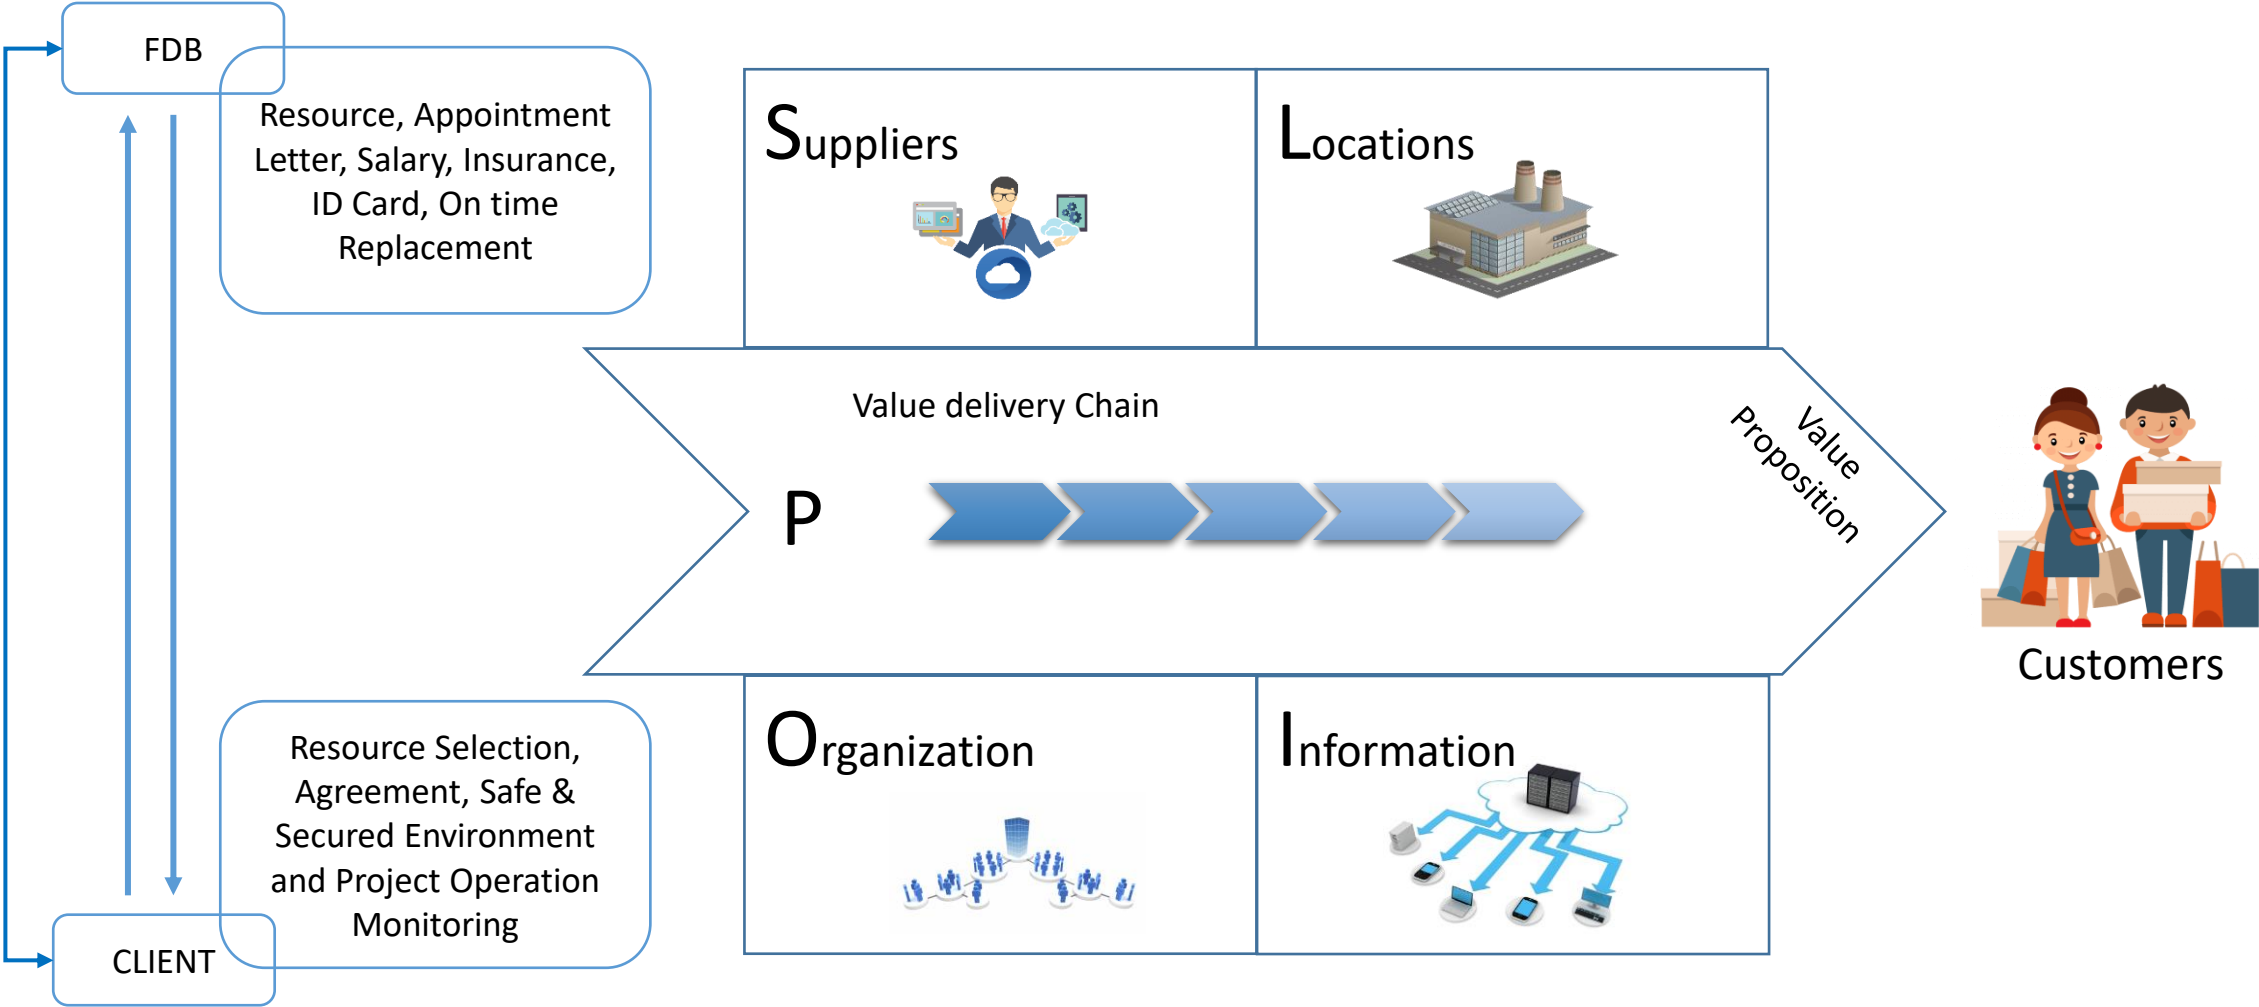 FDB
Resource, Appointment
Letter, Salary, Insurance,
ID Card, On time
Replacement
Suppliers
Locations
Value delivery Chain
P
Value
Proposition
Customers
Organization
Information
Resource Selection,
Agreement, Safe &
Secured Environment
and Project Operation
Monitoring
CLIENT